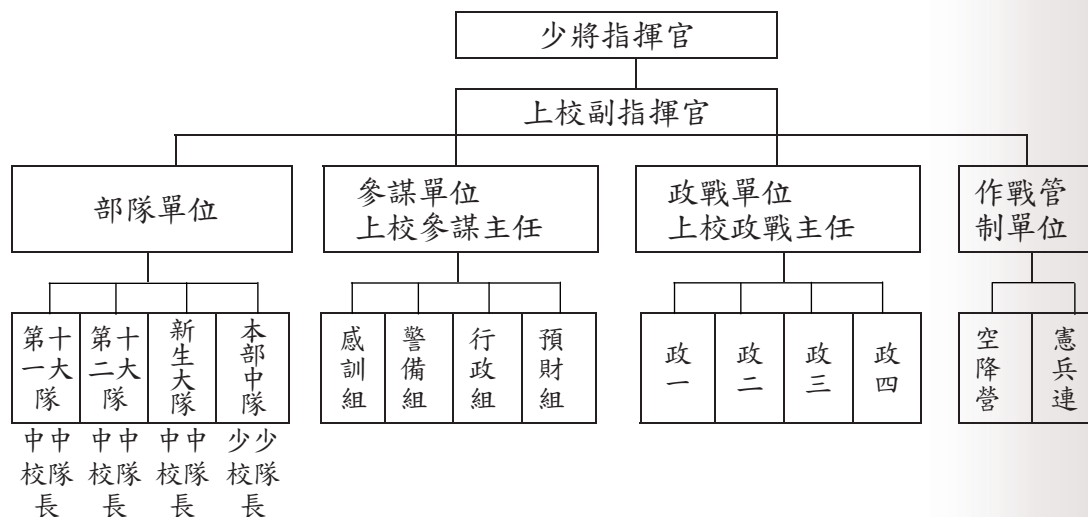 少將指揮官
上校副指揮官
部隊單位
參謀單位
上校參謀主任
政戰單位
上校政戰主任
作戰管
制單位
第十一大隊
第十二大隊
新生大隊
本部中隊
感訓組
警備組
行政組
預財組
政一
政二
政三
政四
空降營
憲兵連
中校中隊長
中校中隊長
中校中隊長
少校少隊長